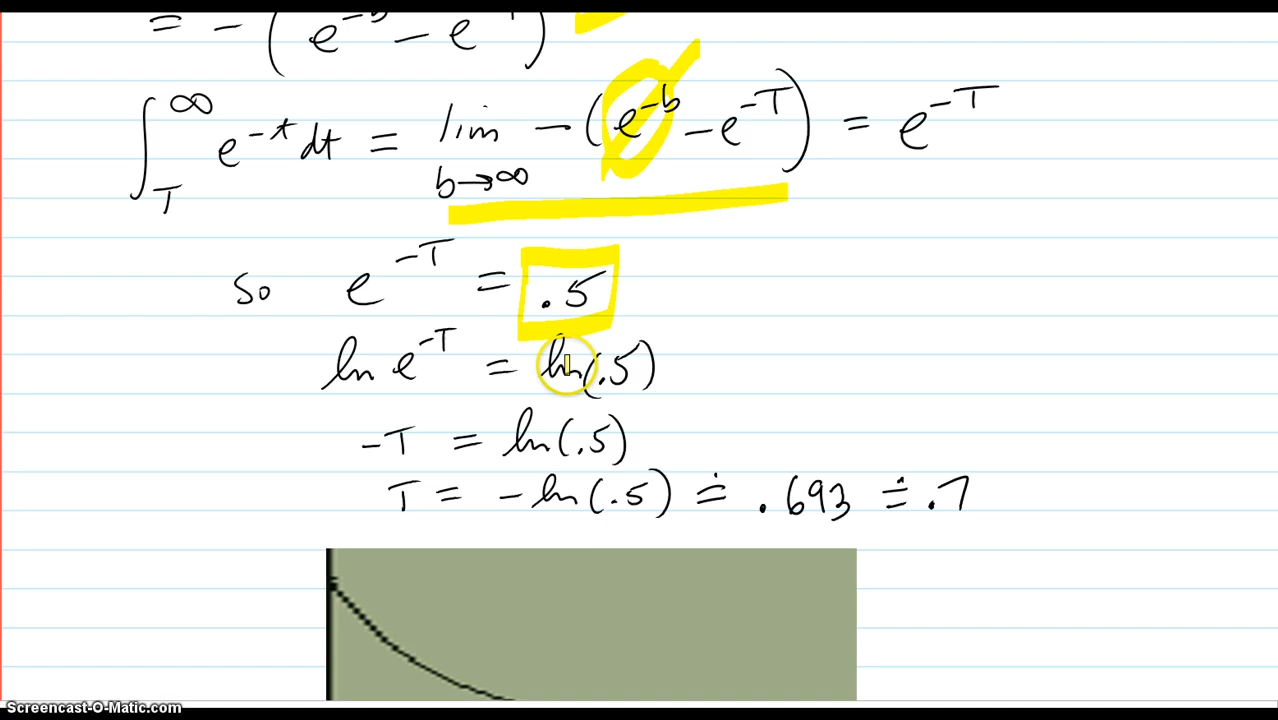 = -(e^{-b} - e^{-T})
∫_T^∞ e^{-t} dt = lim_{b→∞} -(e^{-b} - e^{-T}) = e^{-T}
so e^{-T} = .5
ln e^{-T} = ln(.5)
-T = ln(.5)
T = -ln(.5) ≐ .693 ≐ .7
Screencast-O-Matic.com